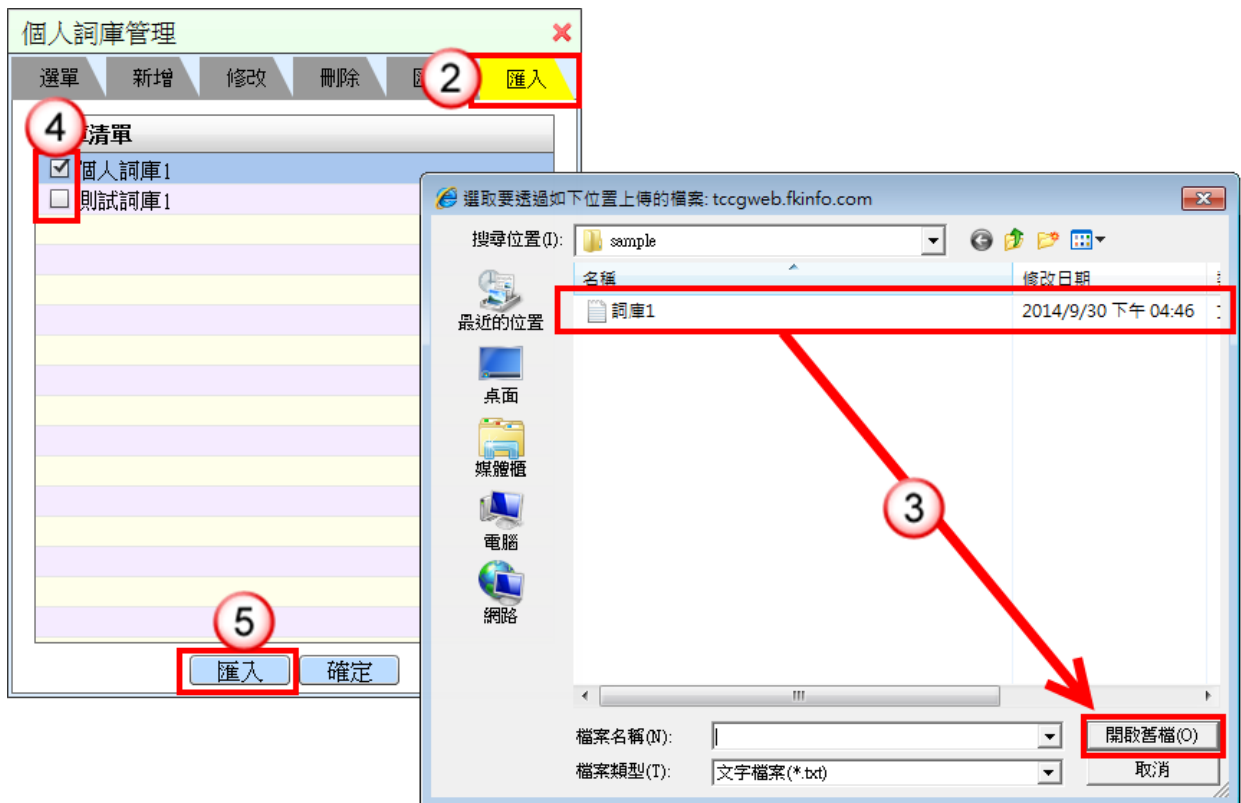 個人詞庫管理
選單 新增 修改 刪除 2 匯入
4 清單
個人詞庫1
測試詞庫1
5
匯入 確定
選取要透過如下位置上傳的檔案: tccgweb.fkinfo.com
搜尋位置(I): sample
名稱 修改日期
詞庫1 2014/9/30 下午 04:46
最近的位置
桌面
媒體櫃
3
電腦
網路
檔案名稱(N): 開啟舊檔(O)
檔案類型(T): 文字檔案(*.txt) 取消